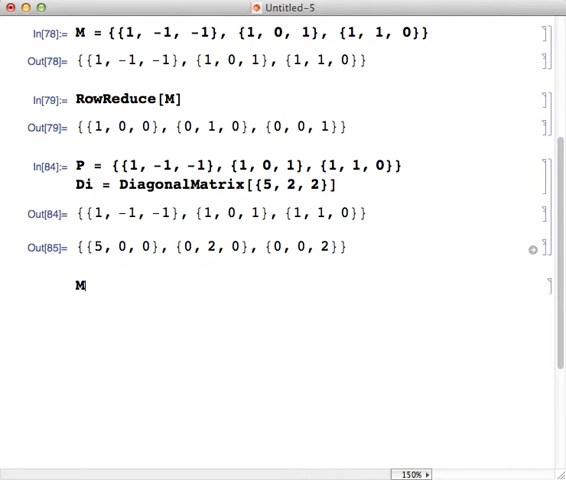 Untitled-5
In[78]:= M = {{1, -1, -1}, {1, 0, 1}, {1, 1, 0}}
Out[78]= {{1, -1, -1}, {1, 0, 1}, {1, 1, 0}}
In[79]:= RowReduce[M]
Out[79]= {{1, 0, 0}, {0, 1, 0}, {0, 0, 1}}
In[84]:= P = {{1, -1, -1}, {1, 0, 1}, {1, 1, 0}}
Di = DiagonalMatrix[{5, 2, 2}]
Out[84]= {{1, -1, -1}, {1, 0, 1}, {1, 1, 0}}
Out[85]= {{5, 0, 0}, {0, 2, 0}, {0, 0, 2}}
M
150%